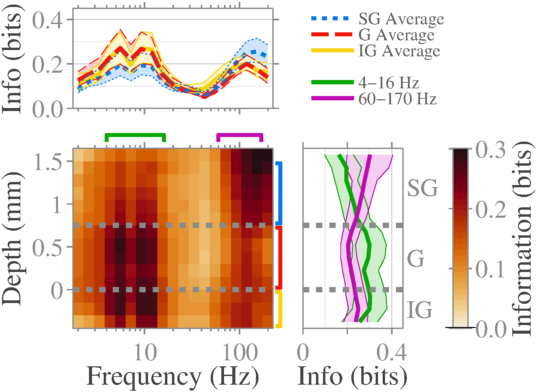 Info (bits)
0.4
0.2
0.0
SG Average
G Average
IG Average
4–16 Hz
60–170 Hz
Depth (mm)
1.5
1.0
0.5
0
10
100
Frequency (Hz)
SG
G
IG
0
0.4
Info (bits)
0.3
0.2
0.1
0.0
Information (bits)